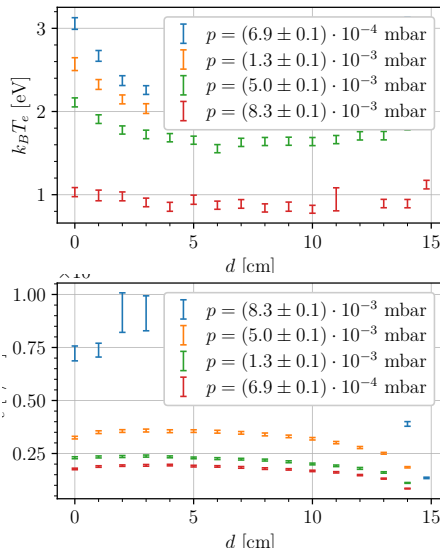 3
2
1
k_BT_e [eV]
p = (6.9 ± 0.1) · 10⁻⁴ mbar
p = (1.3 ± 0.1) · 10⁻³ mbar
p = (5.0 ± 0.1) · 10⁻³ mbar
p = (8.3 ± 0.1) · 10⁻³ mbar
0 5 10 15
d [cm]
1.00
0.75
0.50
0.25
p = (8.3 ± 0.1) · 10⁻³ mbar
p = (5.0 ± 0.1) · 10⁻³ mbar
p = (1.3 ± 0.1) · 10⁻³ mbar
p = (6.9 ± 0.1) · 10⁻⁴ mbar
0 5 10 15
d [cm]